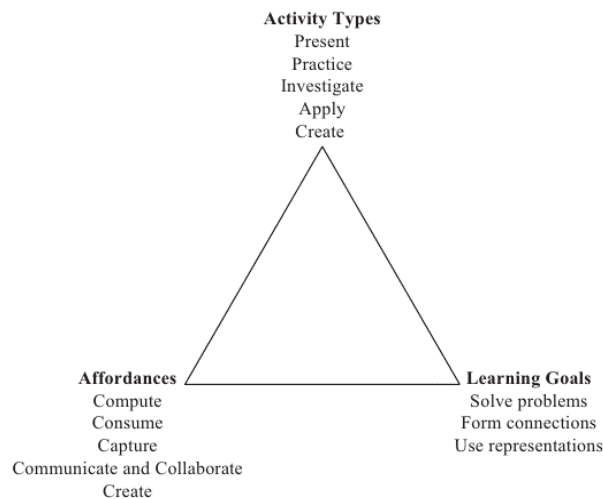 Activity Types
Present
Practice
Investigate
Apply
Create
Affordances
Compute
Consume
Capture
Communicate and Collaborate
Create
Learning Goals
Solve problems
Form connections
Use representations